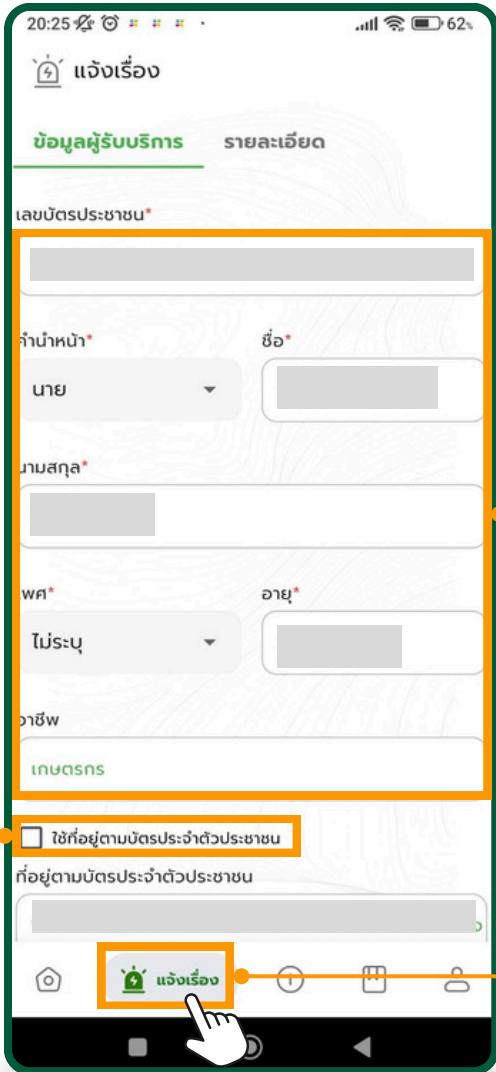 20:25 62%
แจ้งเรื่อง
ข้อมูลผู้รับบริการ รายละเอียด
เลขบัตรประชาชน*
คำนำหน้า* ชื่อ*
นาย
นามสกุล*
เพศ* อายุ*
ไม่ระบุ
อาชีพ
เกษตรกร
ใช้ที่อยู่ตามบัตรประจำตัวประชาชน
ที่อยู่ตามบัตรประจำตัวประชาชน
แจ้งเรื่อง